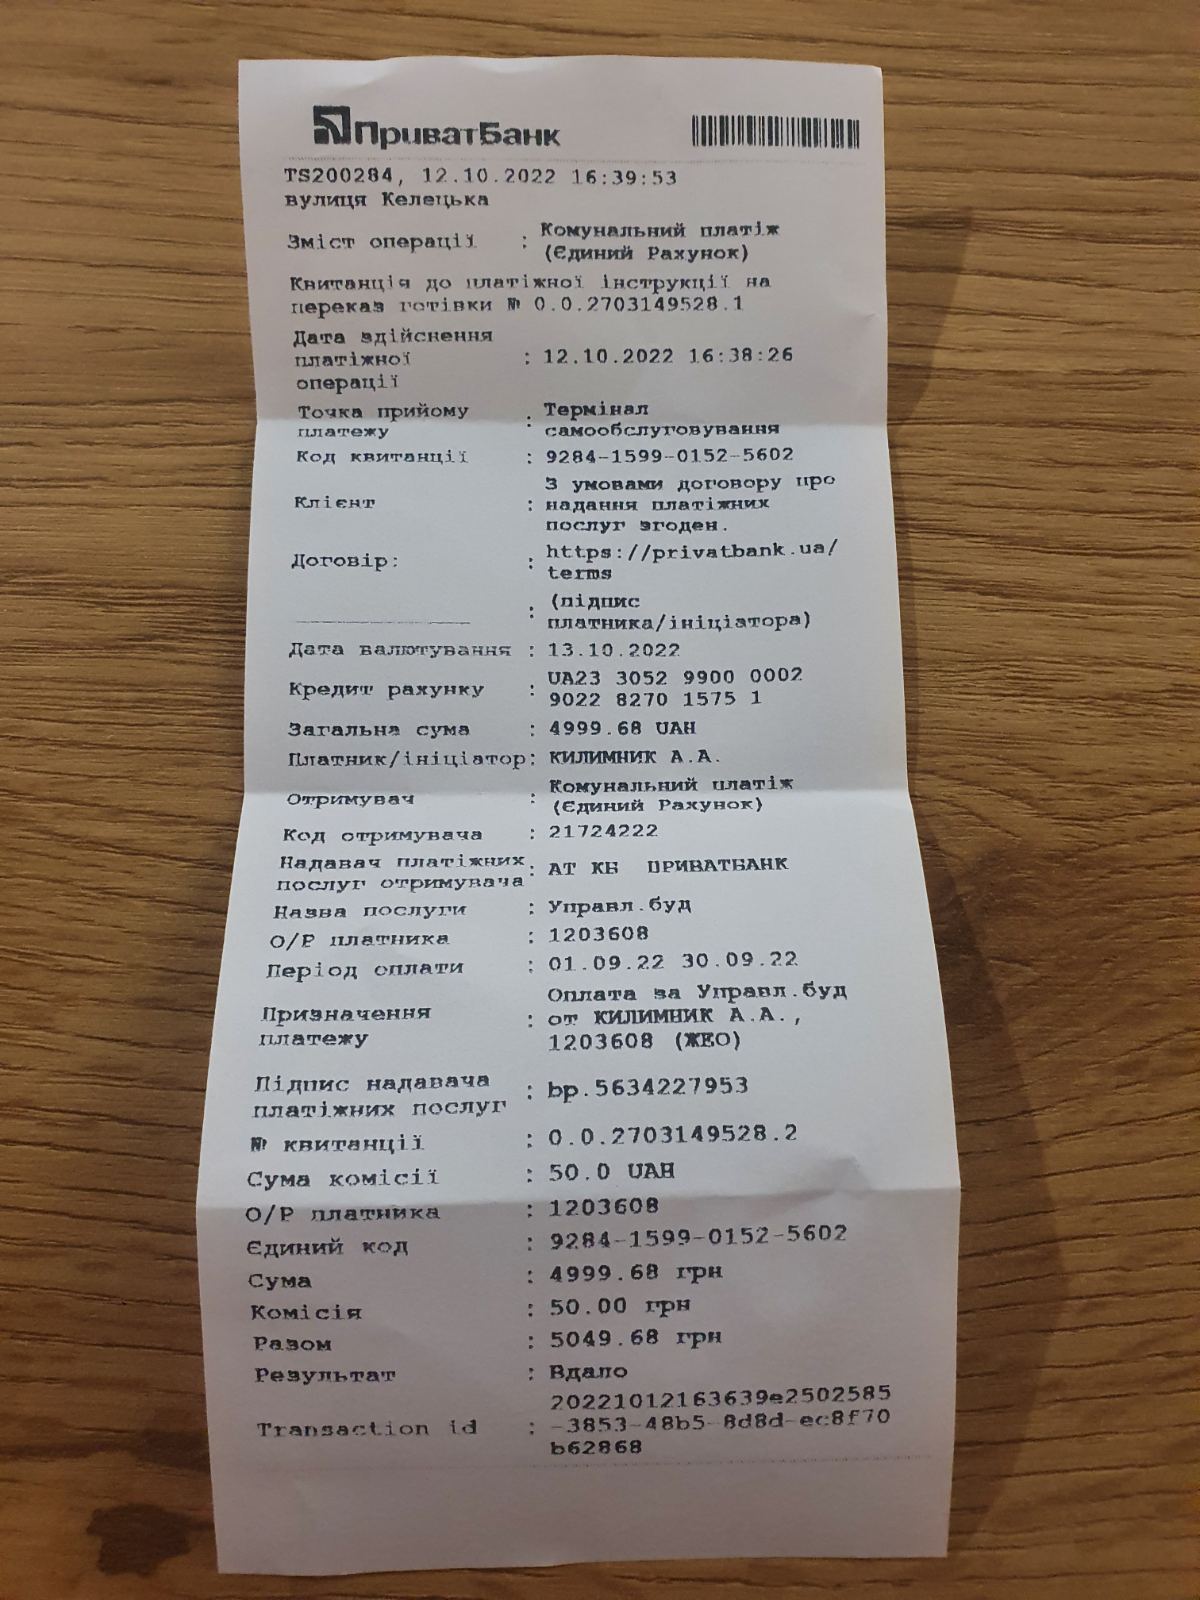 ПриватБанк
TS200284, 12.10.2022 16:39:53
вулиця Келецька
Зміст операції : Комунальний платіж
(Єдиний Рахунок)
Квитанція до платіжної інструкції на
переказ готівки № 0.0.2703149528.1
Дата здійснення
платіжної : 12.10.2022 16:38:26
операції
Точка прийому : Термінал
платежу самообслуговування
Код квитанції : 9284-1599-0152-5602
З умовами договору про
Клієнт : надання платіжних
послуг згоден.
Договір: : https://privatbank.ua/
terms
: (підпис
платника/ініціатора)
Дата валютування : 13.10.2022
Кредит рахунку : UA23 3052 9900 0002
9022 8270 1575 1
Загальна сума : 4999.68 UAH
Платник/ініціатор: КИЛИМНИК А.А.
Отримувач : Комунальний платіж
(Єдиний Рахунок)
Код отримувача : 21724222
Надавач платіжних : АТ КБ ПРИВАТБАНК
послуг отримувача
Назва послуги : Управл.буд
О/Р платника : 1203608
Період оплати : 01.09.22 30.09.22
Призначення : Оплата за Управл.буд
платежу от КИЛИМНИК А.А.,
1203608 (ЖЕО)
Підпис надавача : bp.5634227953
платіжних послуг
№ квитанції : 0.0.2703149528.2
Сума комісії : 50.0 UAH
О/Р платника : 1203608
Єдиний код : 9284-1599-0152-5602
Сума : 4999.68 грн
Комісія : 50.00 грн
Разом : 5049.68 грн
Результат : Вдало
20221012163639e2502585
Transaction id : -3853-48b5-8d8d-ec8f70
b62868